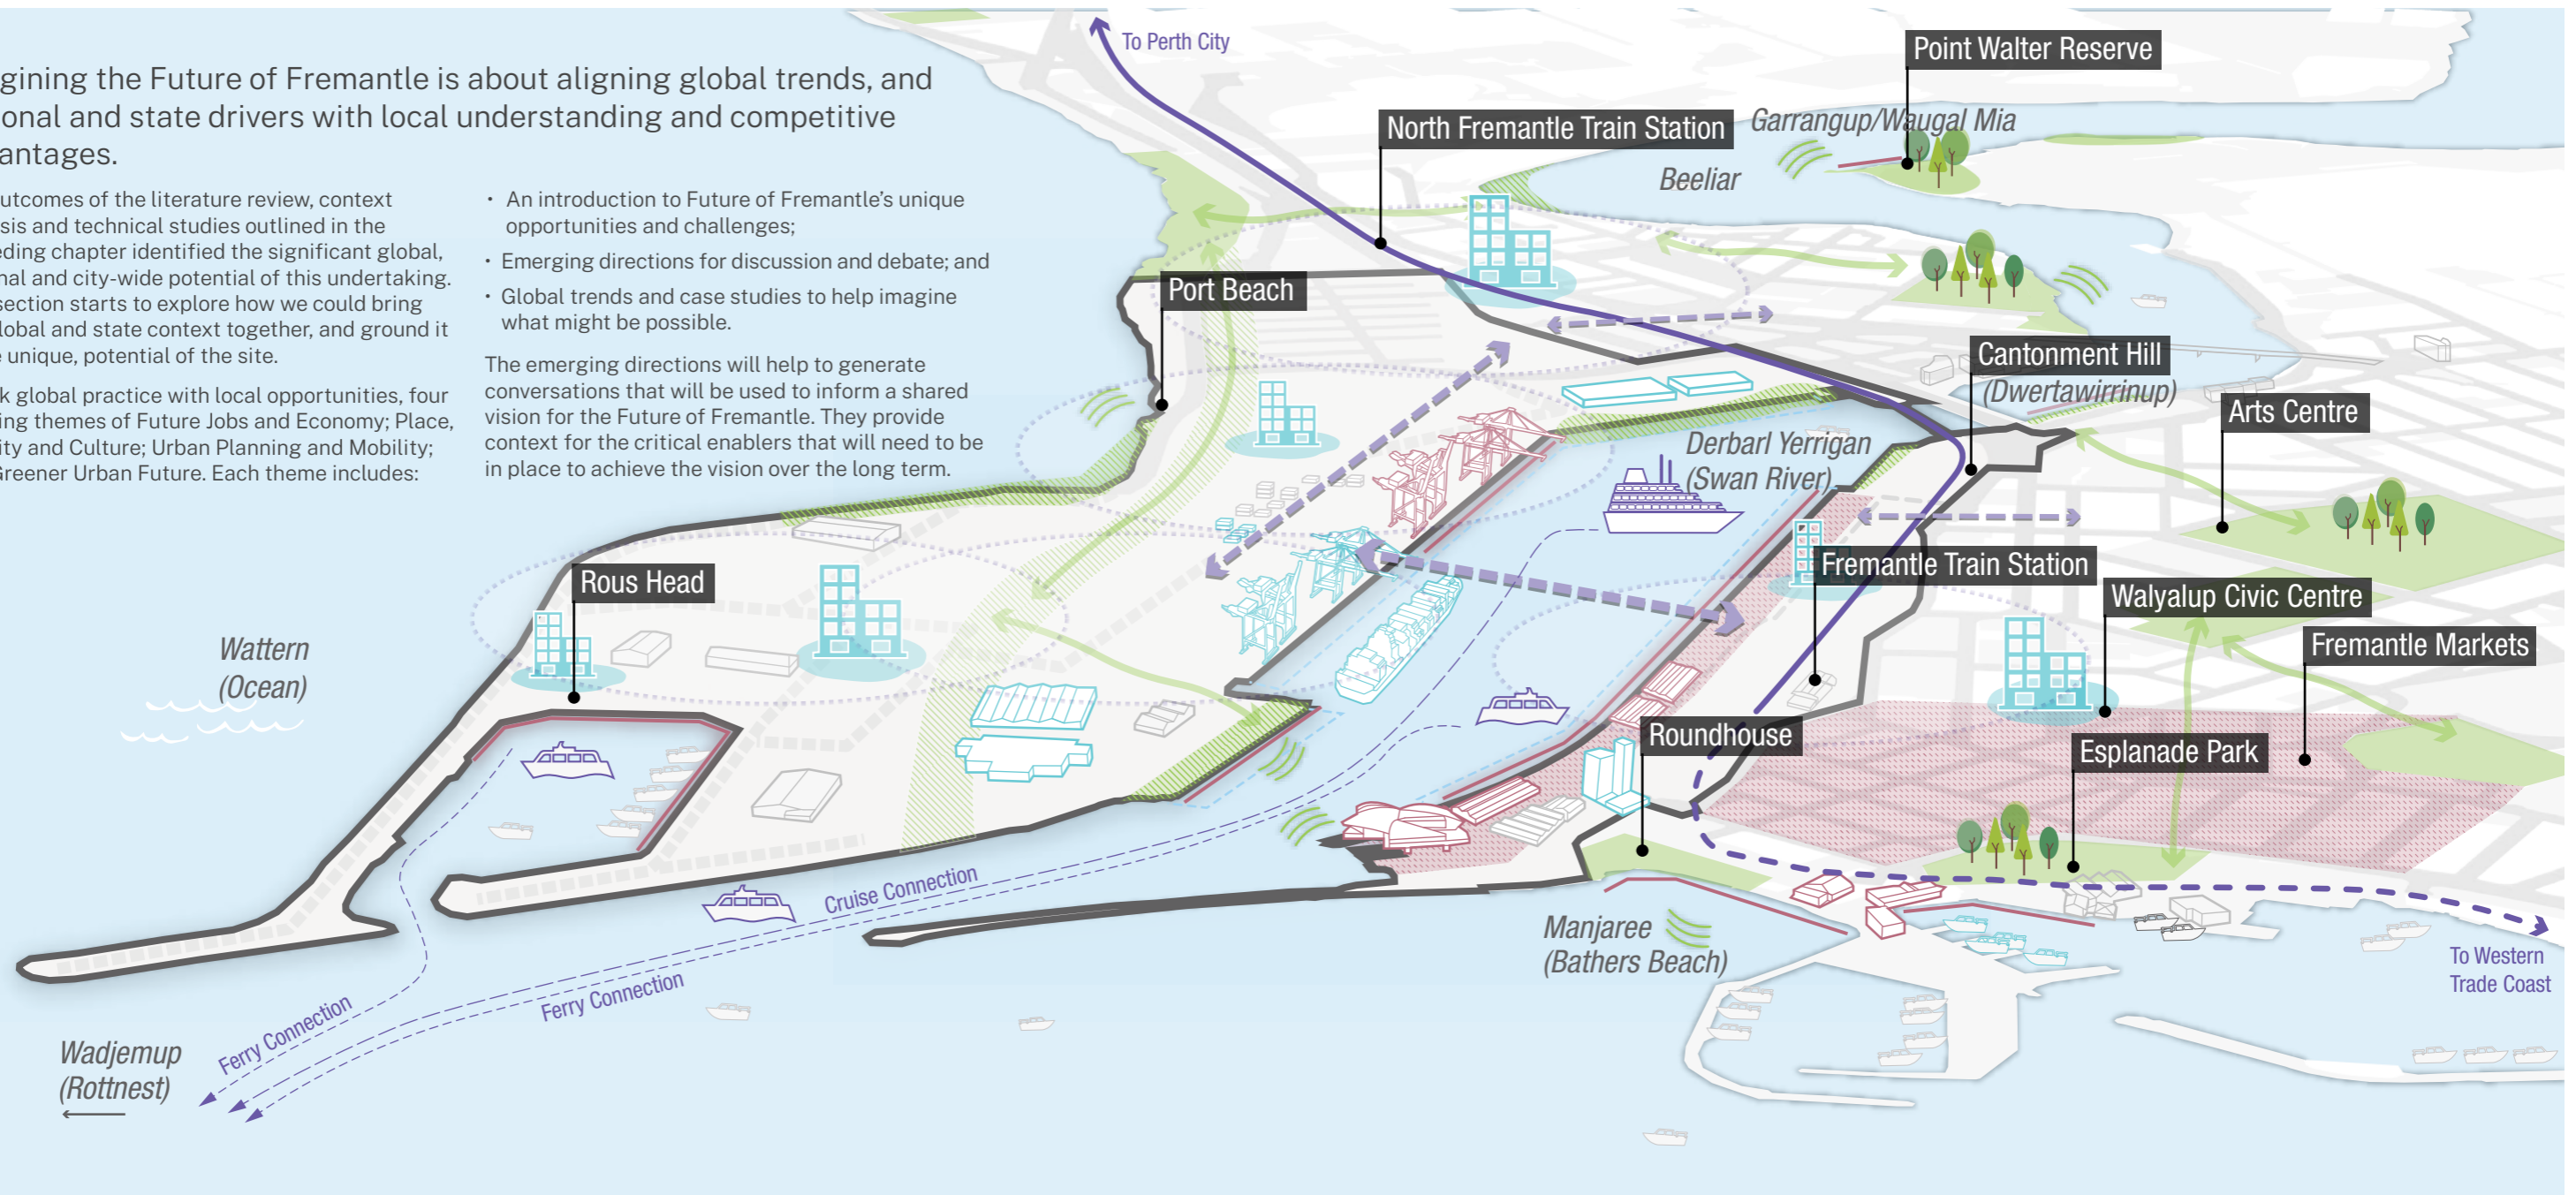 gining the Future of Fremantle is about aligning global trends, and
onal and state drivers with local understanding and competitive
antages.
utcomes of the literature review, context
sis and technical studies outlined in the
eding chapter identified the significant global,
nal and city-wide potential of this undertaking.
section starts to explore how we could bring
lobal and state context together, and ground it
e unique, potential of the site.
k global practice with local opportunities, four
ing themes of Future Jobs and Economy; Place,
ity and Culture; Urban Planning and Mobility;
Greener Urban Future. Each theme includes:
• An introduction to Future of Fremantle's unique
opportunities and challenges;
• Emerging directions for discussion and debate; and
• Global trends and case studies to help imagine
what might be possible.
The emerging directions will help to generate
conversations that will be used to inform a shared
vision for the Future of Fremantle. They provide
context for the critical enablers that will need to be
in place to achieve the vision over the long term.
To Perth City
Point Walter Reserve
North Fremantle Train Station
Garrangup/Waugal Mia
Beeliar
Port Beach
Cantonment Hill
(Dwertawirrinup)
Arts Centre
Derbarl Yerrigan
(Swan River)
Fremantle Train Station
Rous Head
Walyalup Civic Centre
Fremantle Markets
Wattern
(Ocean)
Roundhouse
Esplanade Park
Cruise Connection
Ferry Connection
Ferry Connection
Manjaree
(Bathers Beach)
To Western
Trade Coast
Wadjemup
(Rottnest)